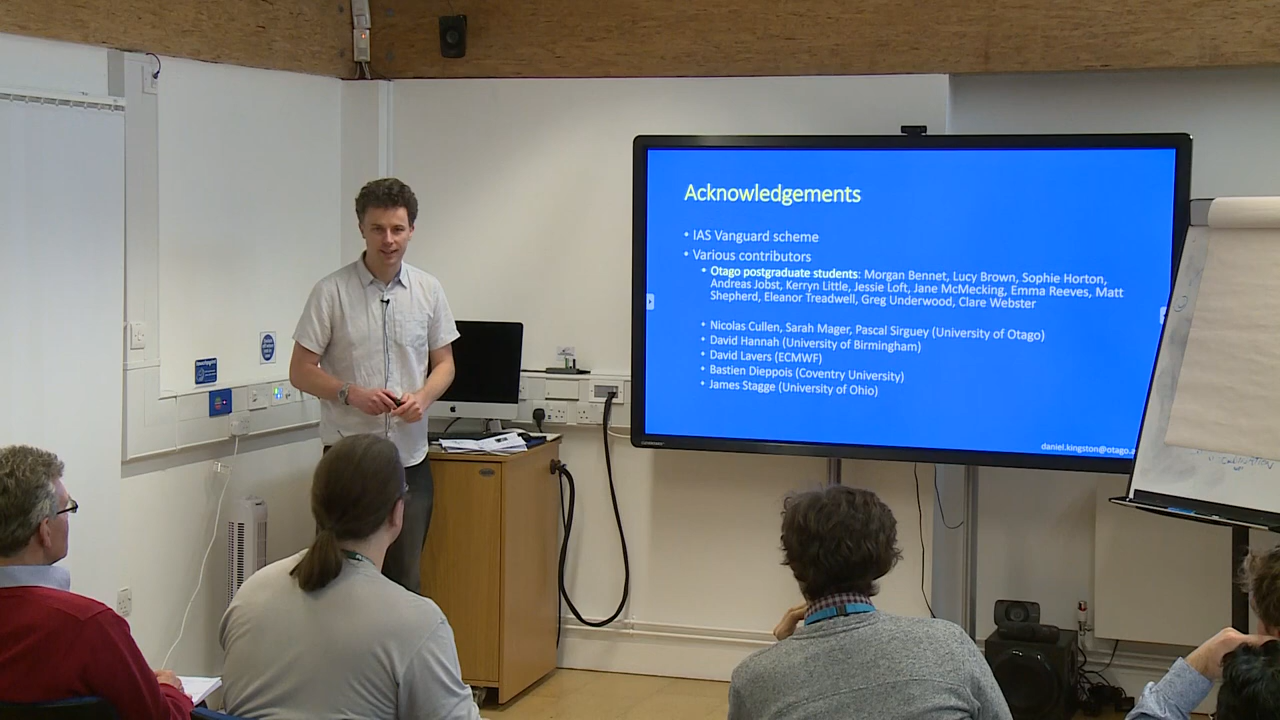 Acknowledgements
• IAS Vanguard scheme
• Various contributors
• Otago postgraduate students: Morgan Bennet, Lucy Brown, Sophie Horton,
Andreas Jobst, Kerryn Little, Jessie Loft, Jane McMecking, Emma Reeves, Matt
Shepherd, Eleanor Treadwell, Greg Underwood, Clare Webster
• Nicolas Cullen, Sarah Mager, Pascal Sirguey (University of Otago)
• David Hannah (University of Birmingham)
• David Lavers (ECMWF)
• Bastien Dieppois (Coventry University)
• James Stagge (University of Ohio)
daniel.kingston@otago.a